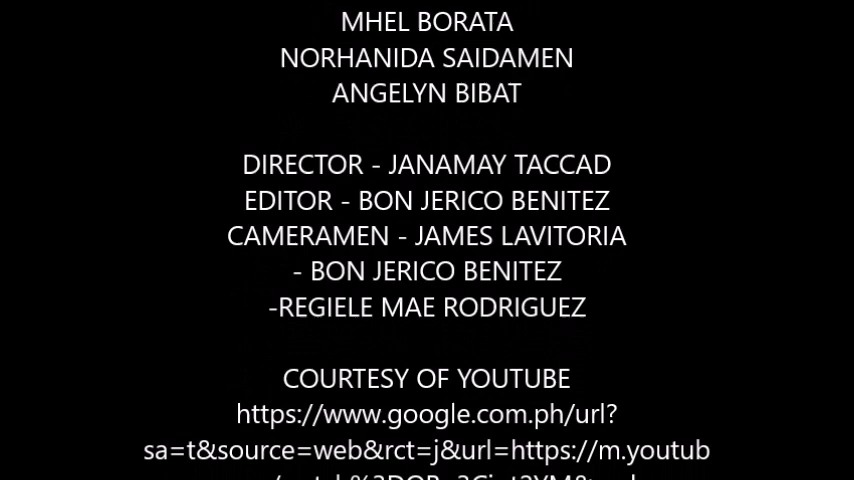 MHEL BORATA
NORHANIDA SAIDAMEN
ANGELYN BIBAT
DIRECTOR - JANAMAY TACCAD
EDITOR - BON JERICO BENITEZ
CAMERAMEN - JAMES LAVITORIA
- BON JERICO BENITEZ
-REGIELE MAE RODRIGUEZ
COURTESY OF YOUTUBE
https://www.google.com.ph/url?
sa=t&source=web&rct=j&url=https://m.youtub